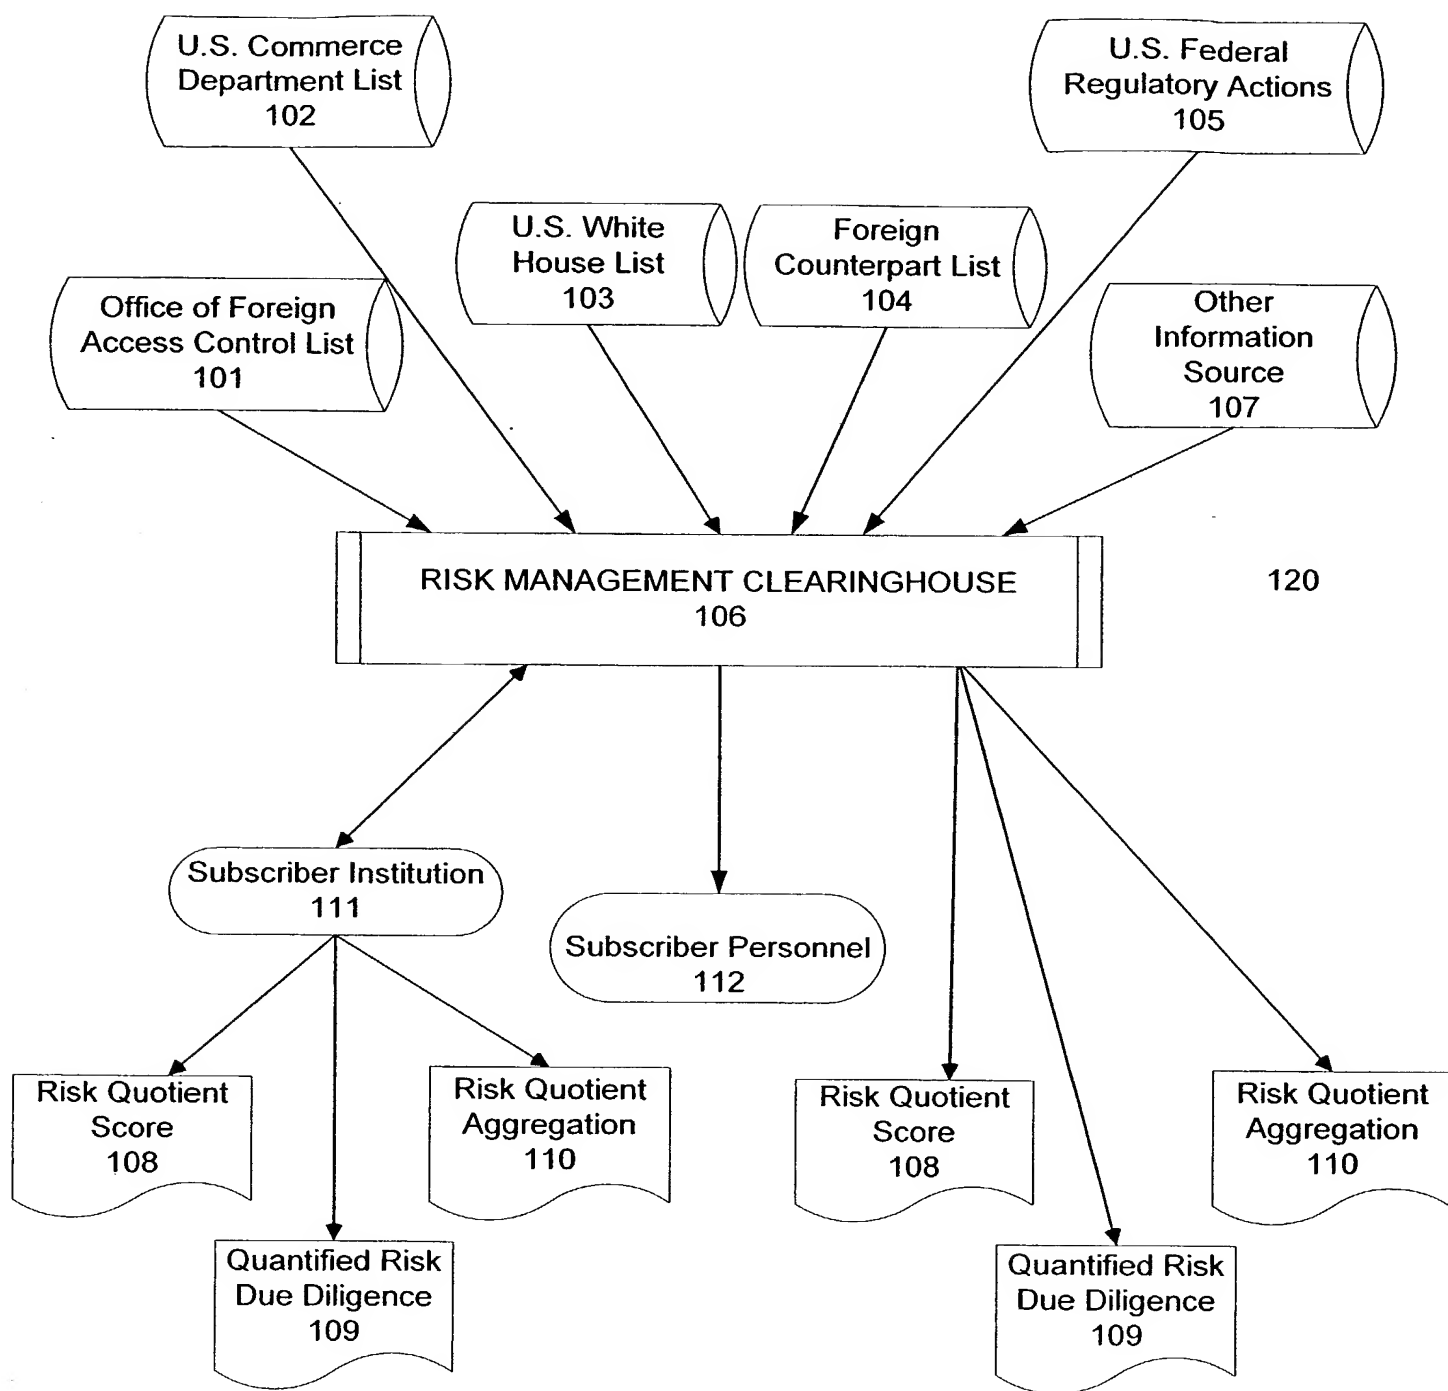 U.S. Commerce
Department List
102
U.S. Federal
Regulatory Actions
105
U.S. White
House List
103
Foreign
Counterpart List
104
Office of Foreign
Access Control List
101
Other
Information
Source
107
RISK MANAGEMENT CLEARINGHOUSE
106
120
Subscriber Institution
111
Subscriber Personnel
112
Risk Quotient
Score
108
Risk Quotient
Aggregation
110
Risk Quotient
Score
108
Risk Quotient
Aggregation
110
Quantified Risk
Due Diligence
109
Quantified Risk
Due Diligence
109